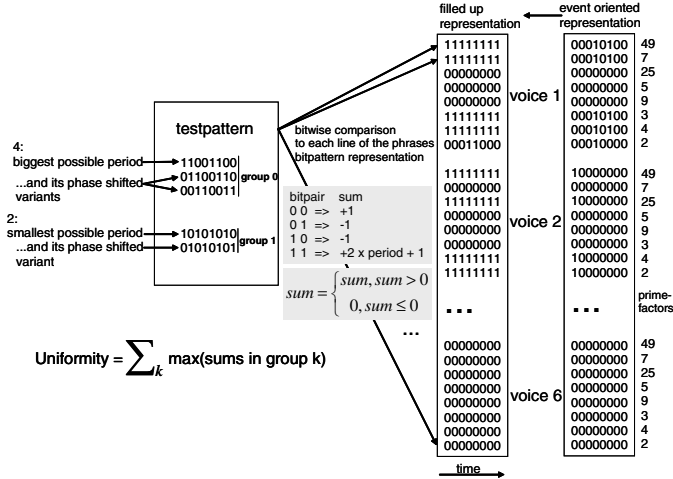 filled up
representation
event oriented
representation
testpattern
4:
biggest possible period
11001100
...and its phase shifted
variants
01100110
00110011
group 0
2:
smallest possible period
10101010
...and its phase shifted
variant
01010101
group 1
bitwise comparison
to each line of the phrases
bitpattern representation
bitpair sum
0 0 => +1
0 1 => -1
1 0 => -1
1 1 => +2 x period + 1
sum = { sum, sum > 0
0, sum ≤ 0
...
Uniformity = ∑k max(sums in group k)
voice 1
11111111 00010100 49
11111111 00010100 7
00000000 00000000 25
00000000 00000000 5
00000000 00000000 9
11111111 00010100 3
11111111 00010100 4
00011000 00010000 2
voice 2
11111111 10000000 49
00000000 00000000 7
11111111 10000000 25
00000000 00000000 5
00000000 00000000 9
00000000 00000000 3
11111111 10000000 4
11111111 10000000 2
... ... prime-
factors
voice 6
00000000 00000000 49
00000000 00000000 7
00000000 00000000 25
00000000 00000000 5
00000000 00000000 9
00000000 00000000 3
00000000 00000000 4
00000000 00000000 2
time